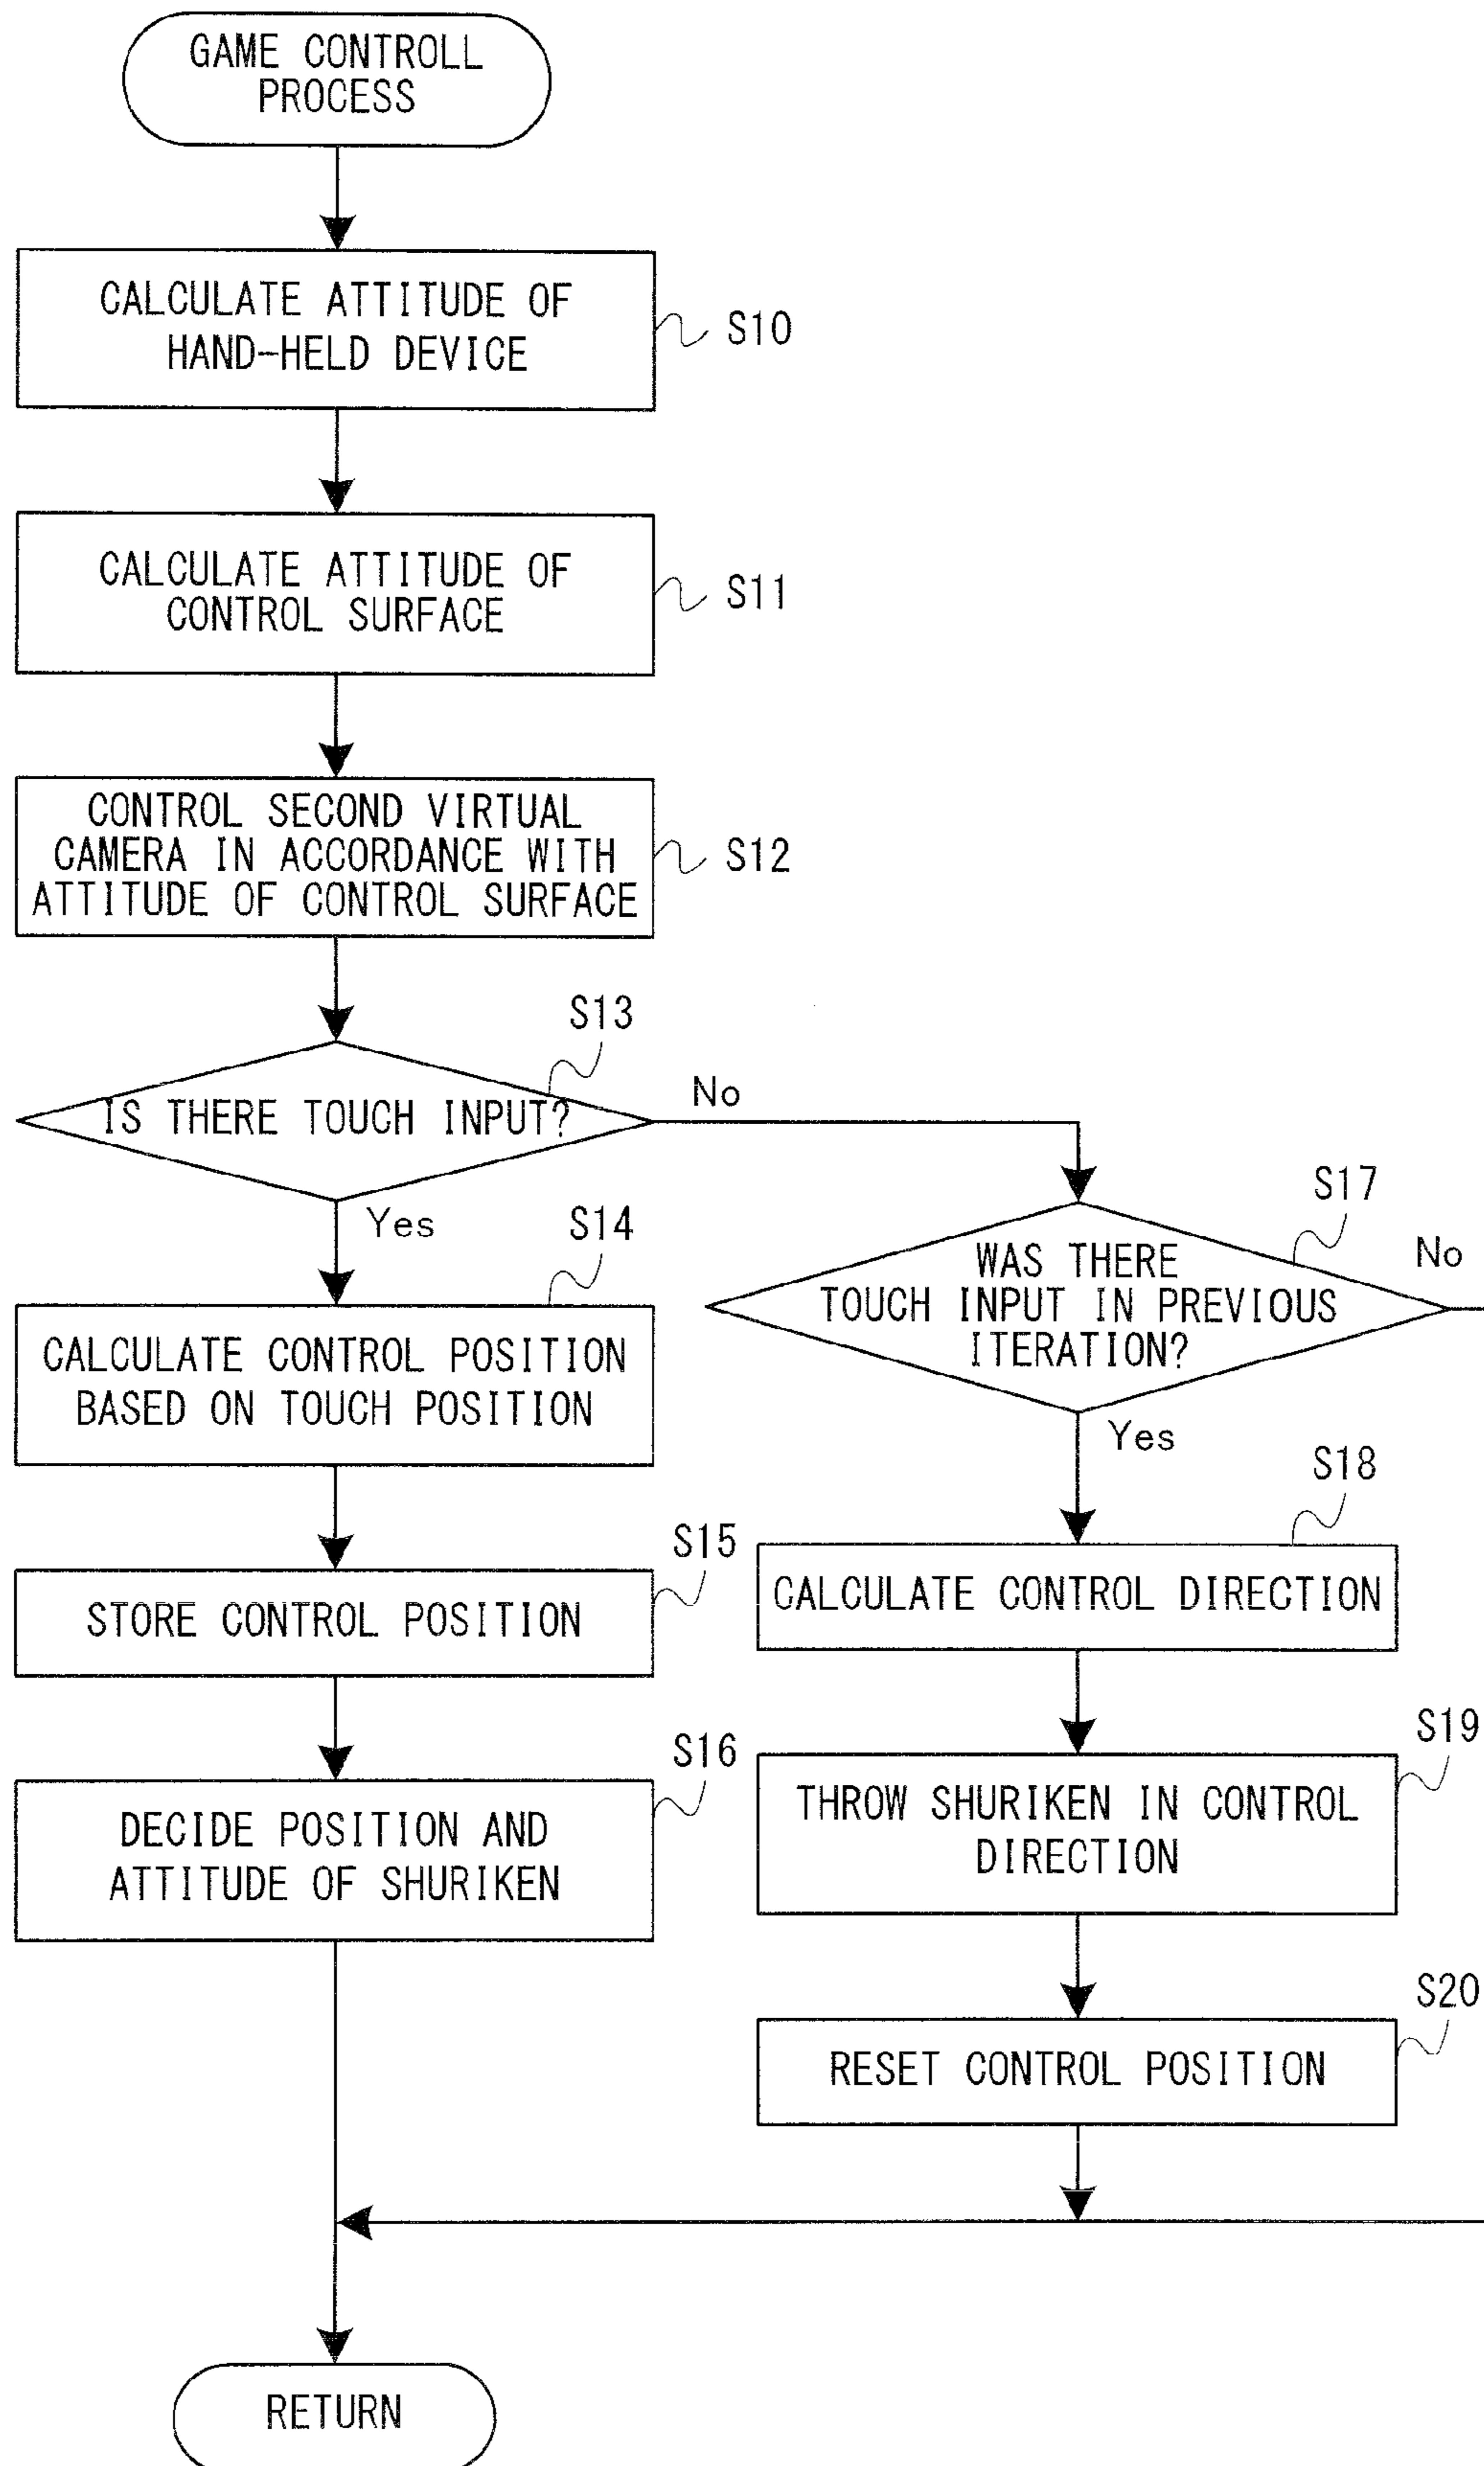 GAME CONTROLL
PROCESS
CALCULATE ATTITUDE OF
HAND-HELD DEVICE
S10
CALCULATE ATTITUDE OF
CONTROL SURFACE
S11
CONTROL SECOND VIRTUAL
CAMERA IN ACCORDANCE WITH
ATTITUDE OF CONTROL SURFACE
S12
S13
IS THERE TOUCH INPUT?
No
Yes
S14
CALCULATE CONTROL POSITION
BASED ON TOUCH POSITION
S15
STORE CONTROL POSITION
S16
DECIDE POSITION AND
ATTITUDE OF SHURIKEN
S17
WAS THERE
TOUCH INPUT IN PREVIOUS
ITERATION?
No
Yes
S18
CALCULATE CONTROL DIRECTION
S19
THROW SHURIKEN IN CONTROL
DIRECTION
S20
RESET CONTROL POSITION
RETURN